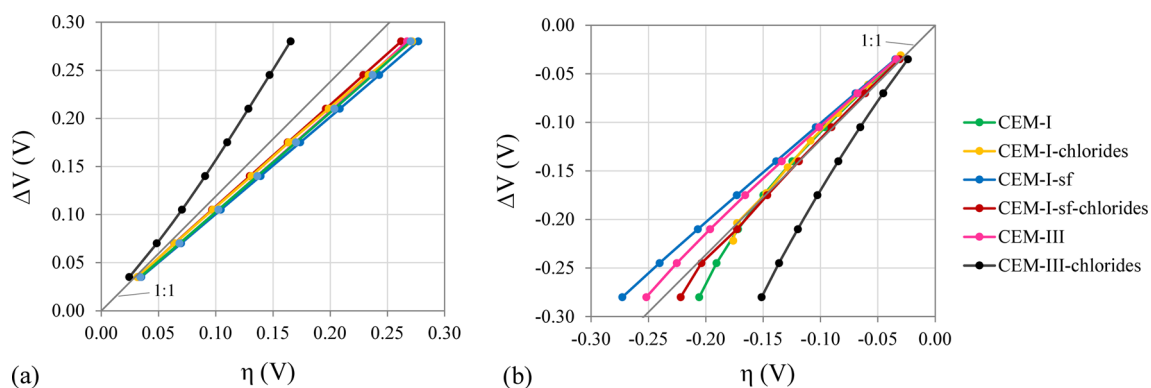 0.30
0.25
0.20
0.15
0.10
0.05
0.00
ΔV (V)
1:1
0.00 0.05 0.10 0.15 0.20 0.25 0.30
(a) η (V)
-0.00
-0.05
-0.10
-0.15
-0.20
-0.25
-0.30
ΔV (V)
1:1
-0.30 -0.25 -0.20 -0.15 -0.10 -0.05 0.00
(b) η (V)
CEM-I
CEM-I-chlorides
CEM-I-sf
CEM-I-sf-chlorides
CEM-III
CEM-III-chlorides